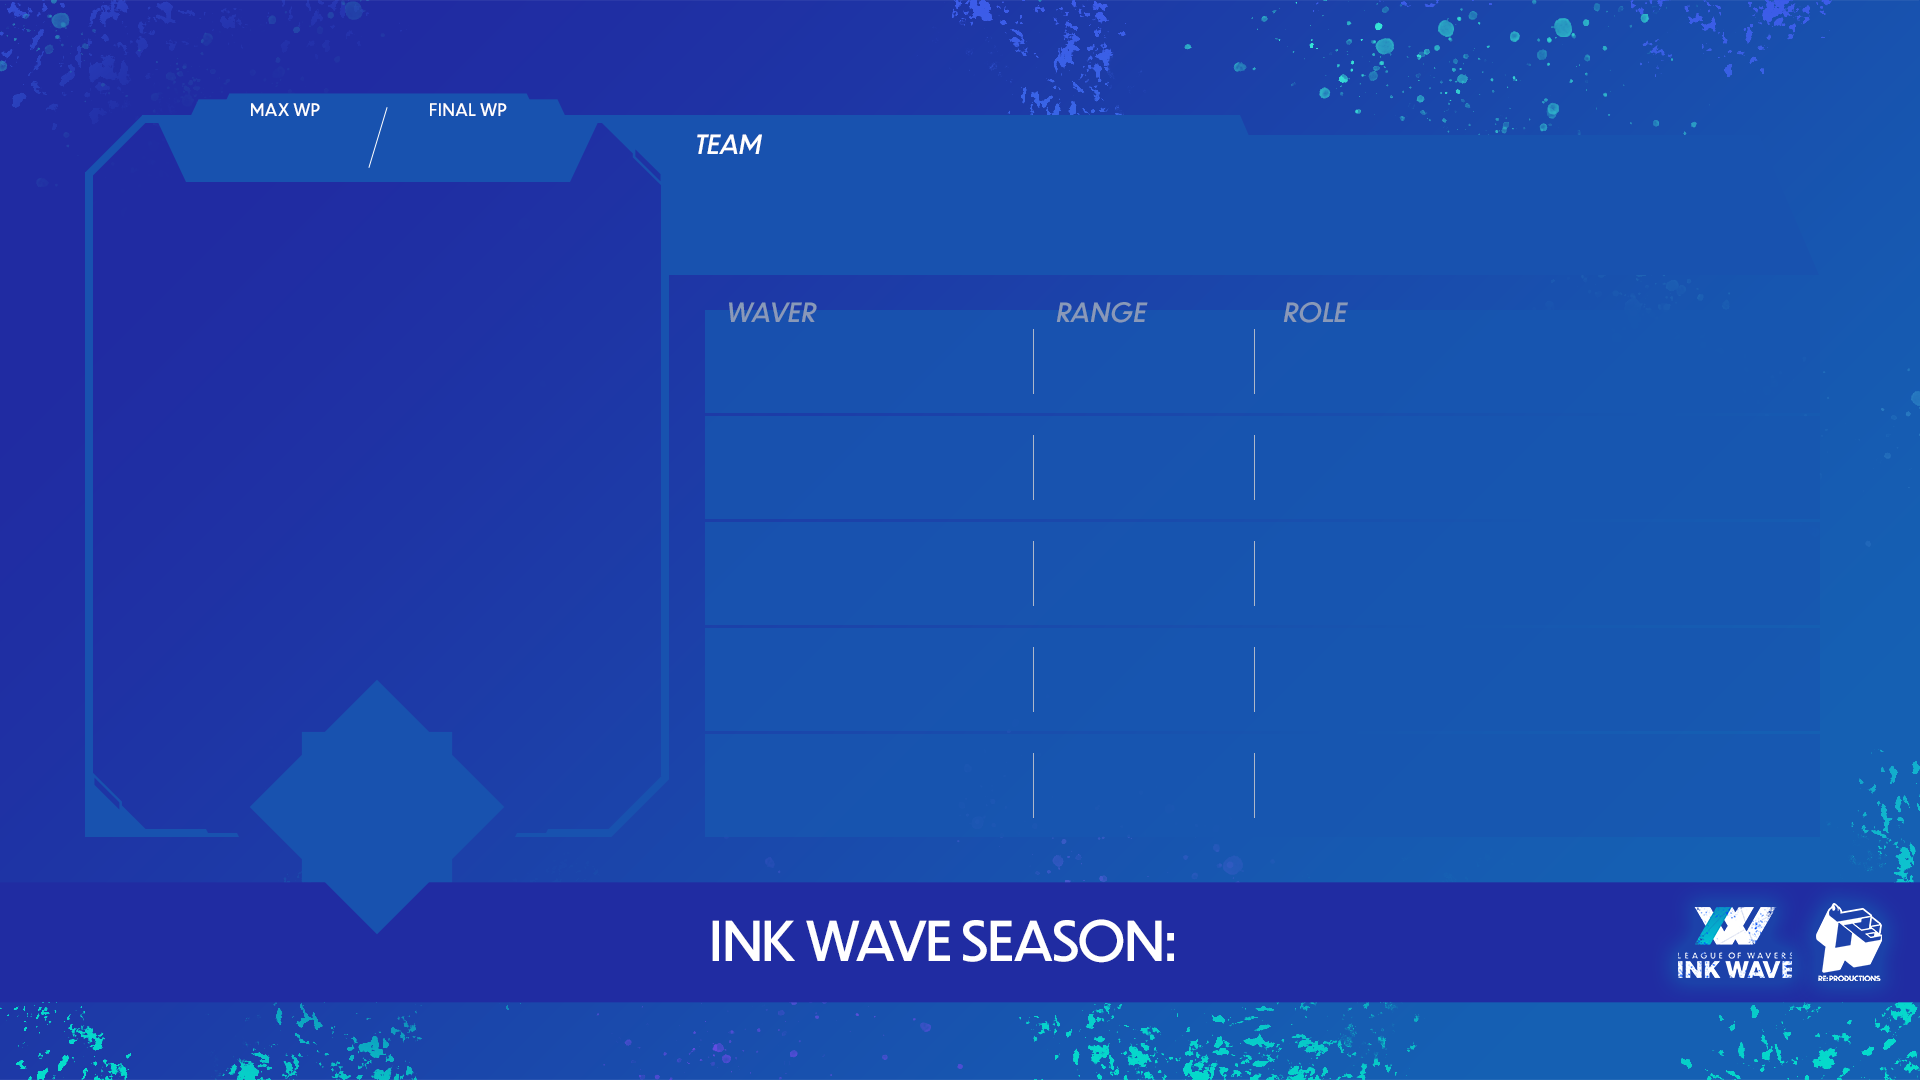 MAX WP
FINAL WP
TEAM
WAVER
RANGE
ROLE
INK WAVE SEASON:
LEAGUE OF WAVERS
INK WAVE
RE:PRODUCTIONS